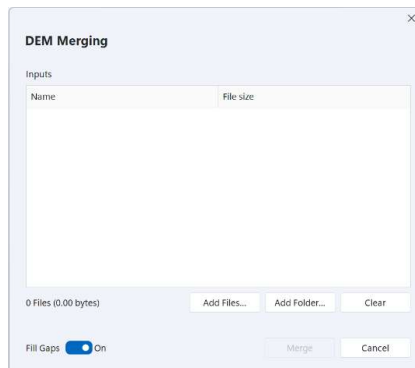 DEM Merging
Inputs
Name File size
0 Files (0.00 bytes) Add Files... Add Folder... Clear
Fill Gaps On Merge Cancel